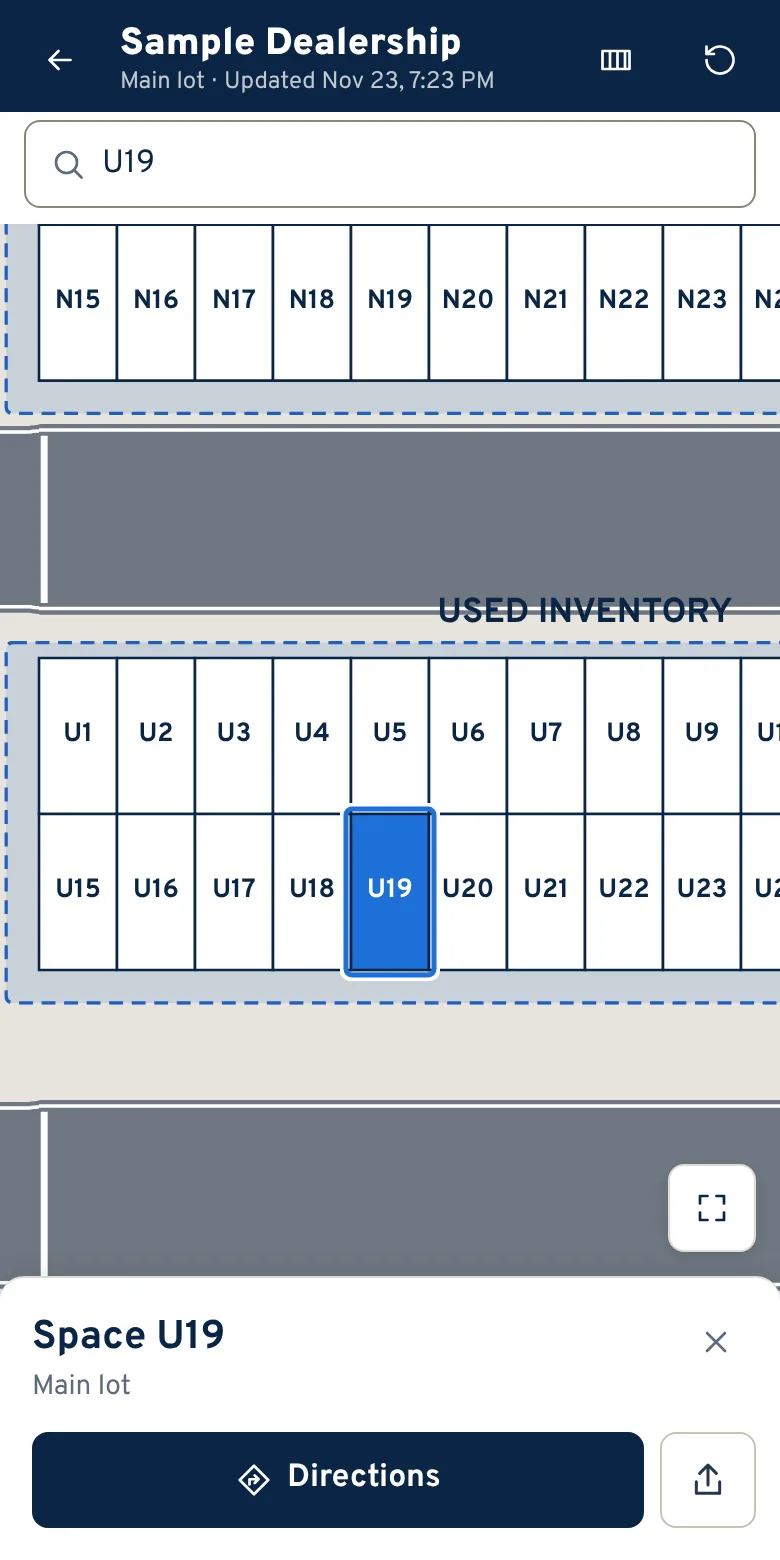 Sample Dealership
Main lot · Updated Nov 23, 7:23 PM
U19
N15 N16 N17 N18 N19 N20 N21 N22 N23
USED INVENTORY
U1 U2 U3 U4 U5 U6 U7 U8 U9
U15 U16 U17 U18 U19 U20 U21 U22 U23
Space U19
Main lot
Directions